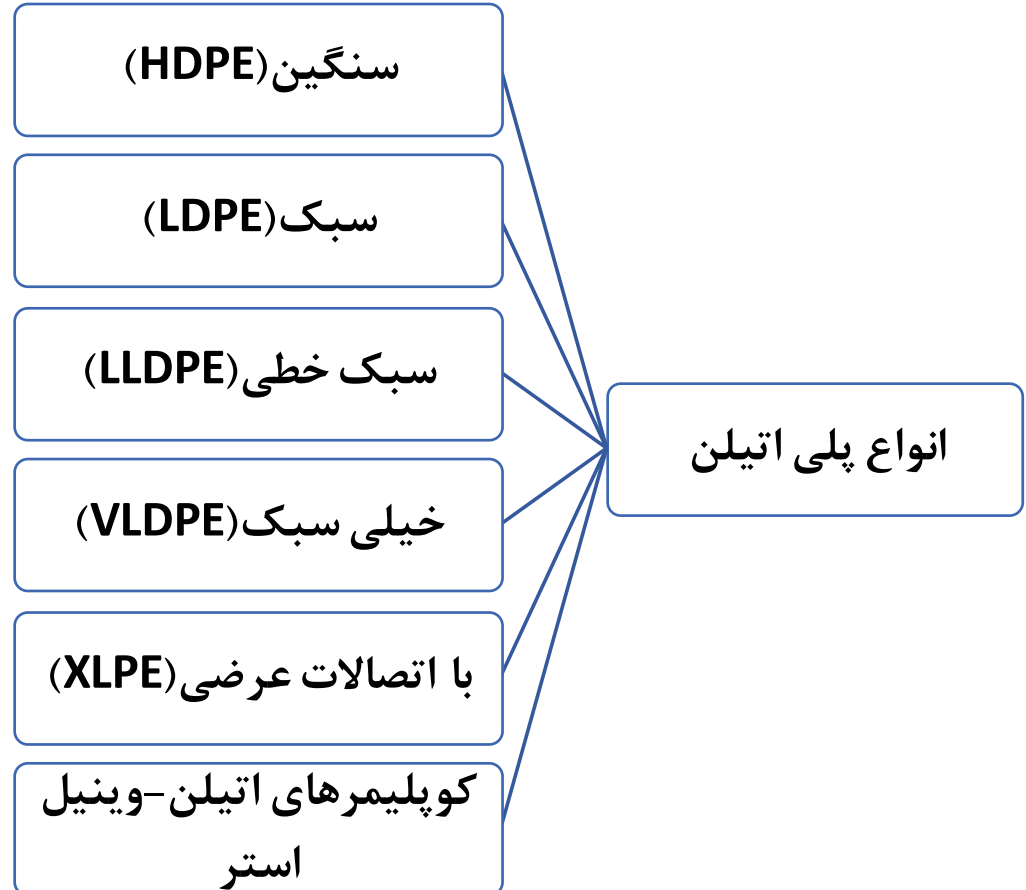 انواع پلی اتیلن
سنگین(HDPE)
سبک(LDPE)
سبک خطی(LLDPE)
خیلی سبک(VLDPE)
با اتصالات عرضی(XLPE)
کوپلیمرهای اتیلن-وینیل
استر